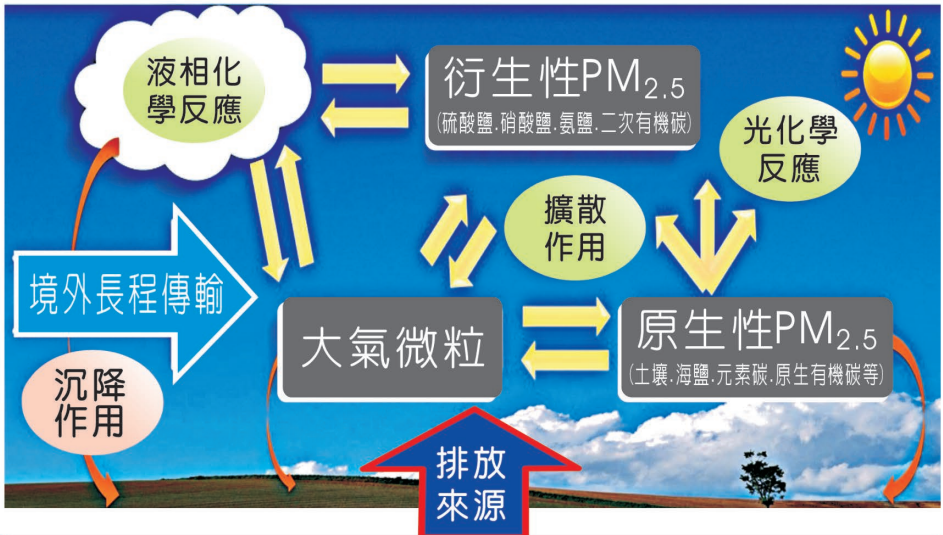 液相化
學反應
衍生性PM2.5
(硫酸鹽.硝酸鹽.氨鹽.二次有機碳)
光化學
反應
擴散
作用
境外長程傳輸
大氣微粒
原生性PM2.5
(土壤.海鹽.元素碳.原生有機碳等)
沉降
作用
排放
來源